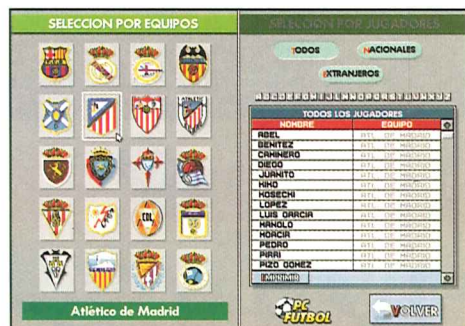 SELECCION POR EQUIPOS
Atlético de Madrid
SELECCION POR JUGADORES
TODOS
NACIONALES
EXTRANJEROS
ABCDEFGHIJKLMNOPQRSTUVWXYZ
TODOS LOS JUGADORES
NOMBRE EQUIPO
ABEL ATL. DE MADRID
BENITEZ ATL. DE MADRID
CAMINERO ATL. DE MADRID
DIEGO ATL. DE MADRID
JUANITO ATL. DE MADRID
KIKO ATL. DE MADRID
KOSECKI ATL. DE MADRID
LOPEZ ATL. DE MADRID
LUIS GARCIA ATL. DE MADRID
MANOLO ATL. DE MADRID
MOACIR ATL. DE MADRID
PEDRO ATL. DE MADRID
PIRRI ATL. DE MADRID
PIZO GOMEZ ATL. DE MADRID
IMPRIMIR
PC FUTBOL
VOLVER